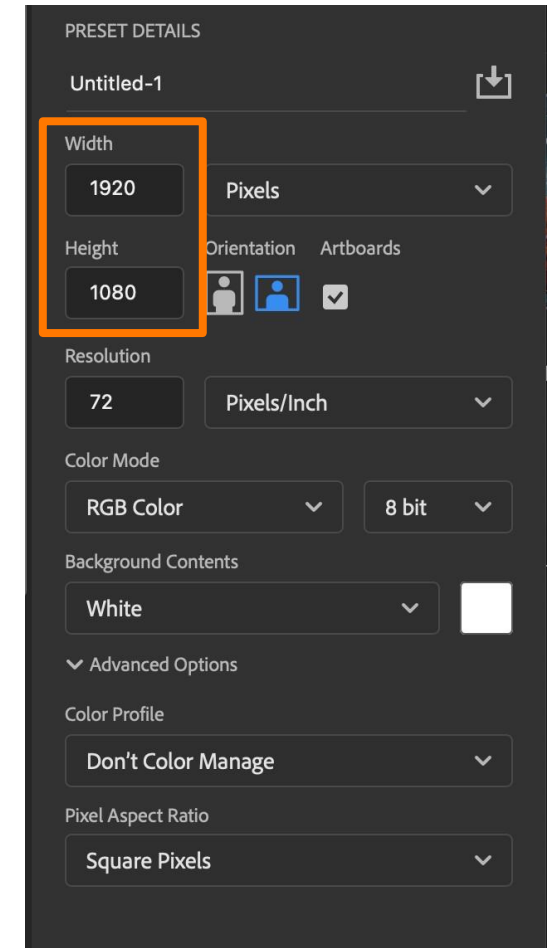 PRESET DETAILS
Untitled-1
Width
1920 Pixels
Height Orientation Artboards
1080
Resolution
72 Pixels/Inch
Color Mode
RGB Color 8 bit
Background Contents
White
Advanced Options
Color Profile
Don’t Color Manage
Pixel Aspect Ratio
Square Pixels